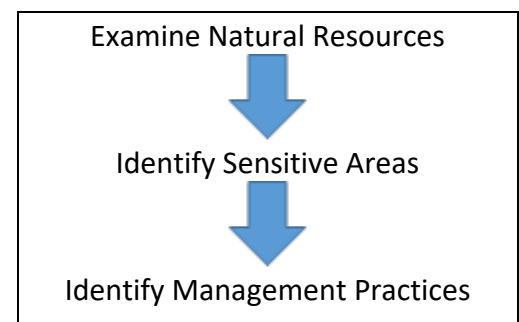 Examine Natural Resources
Identify Sensitive Areas
Identify Management Practices